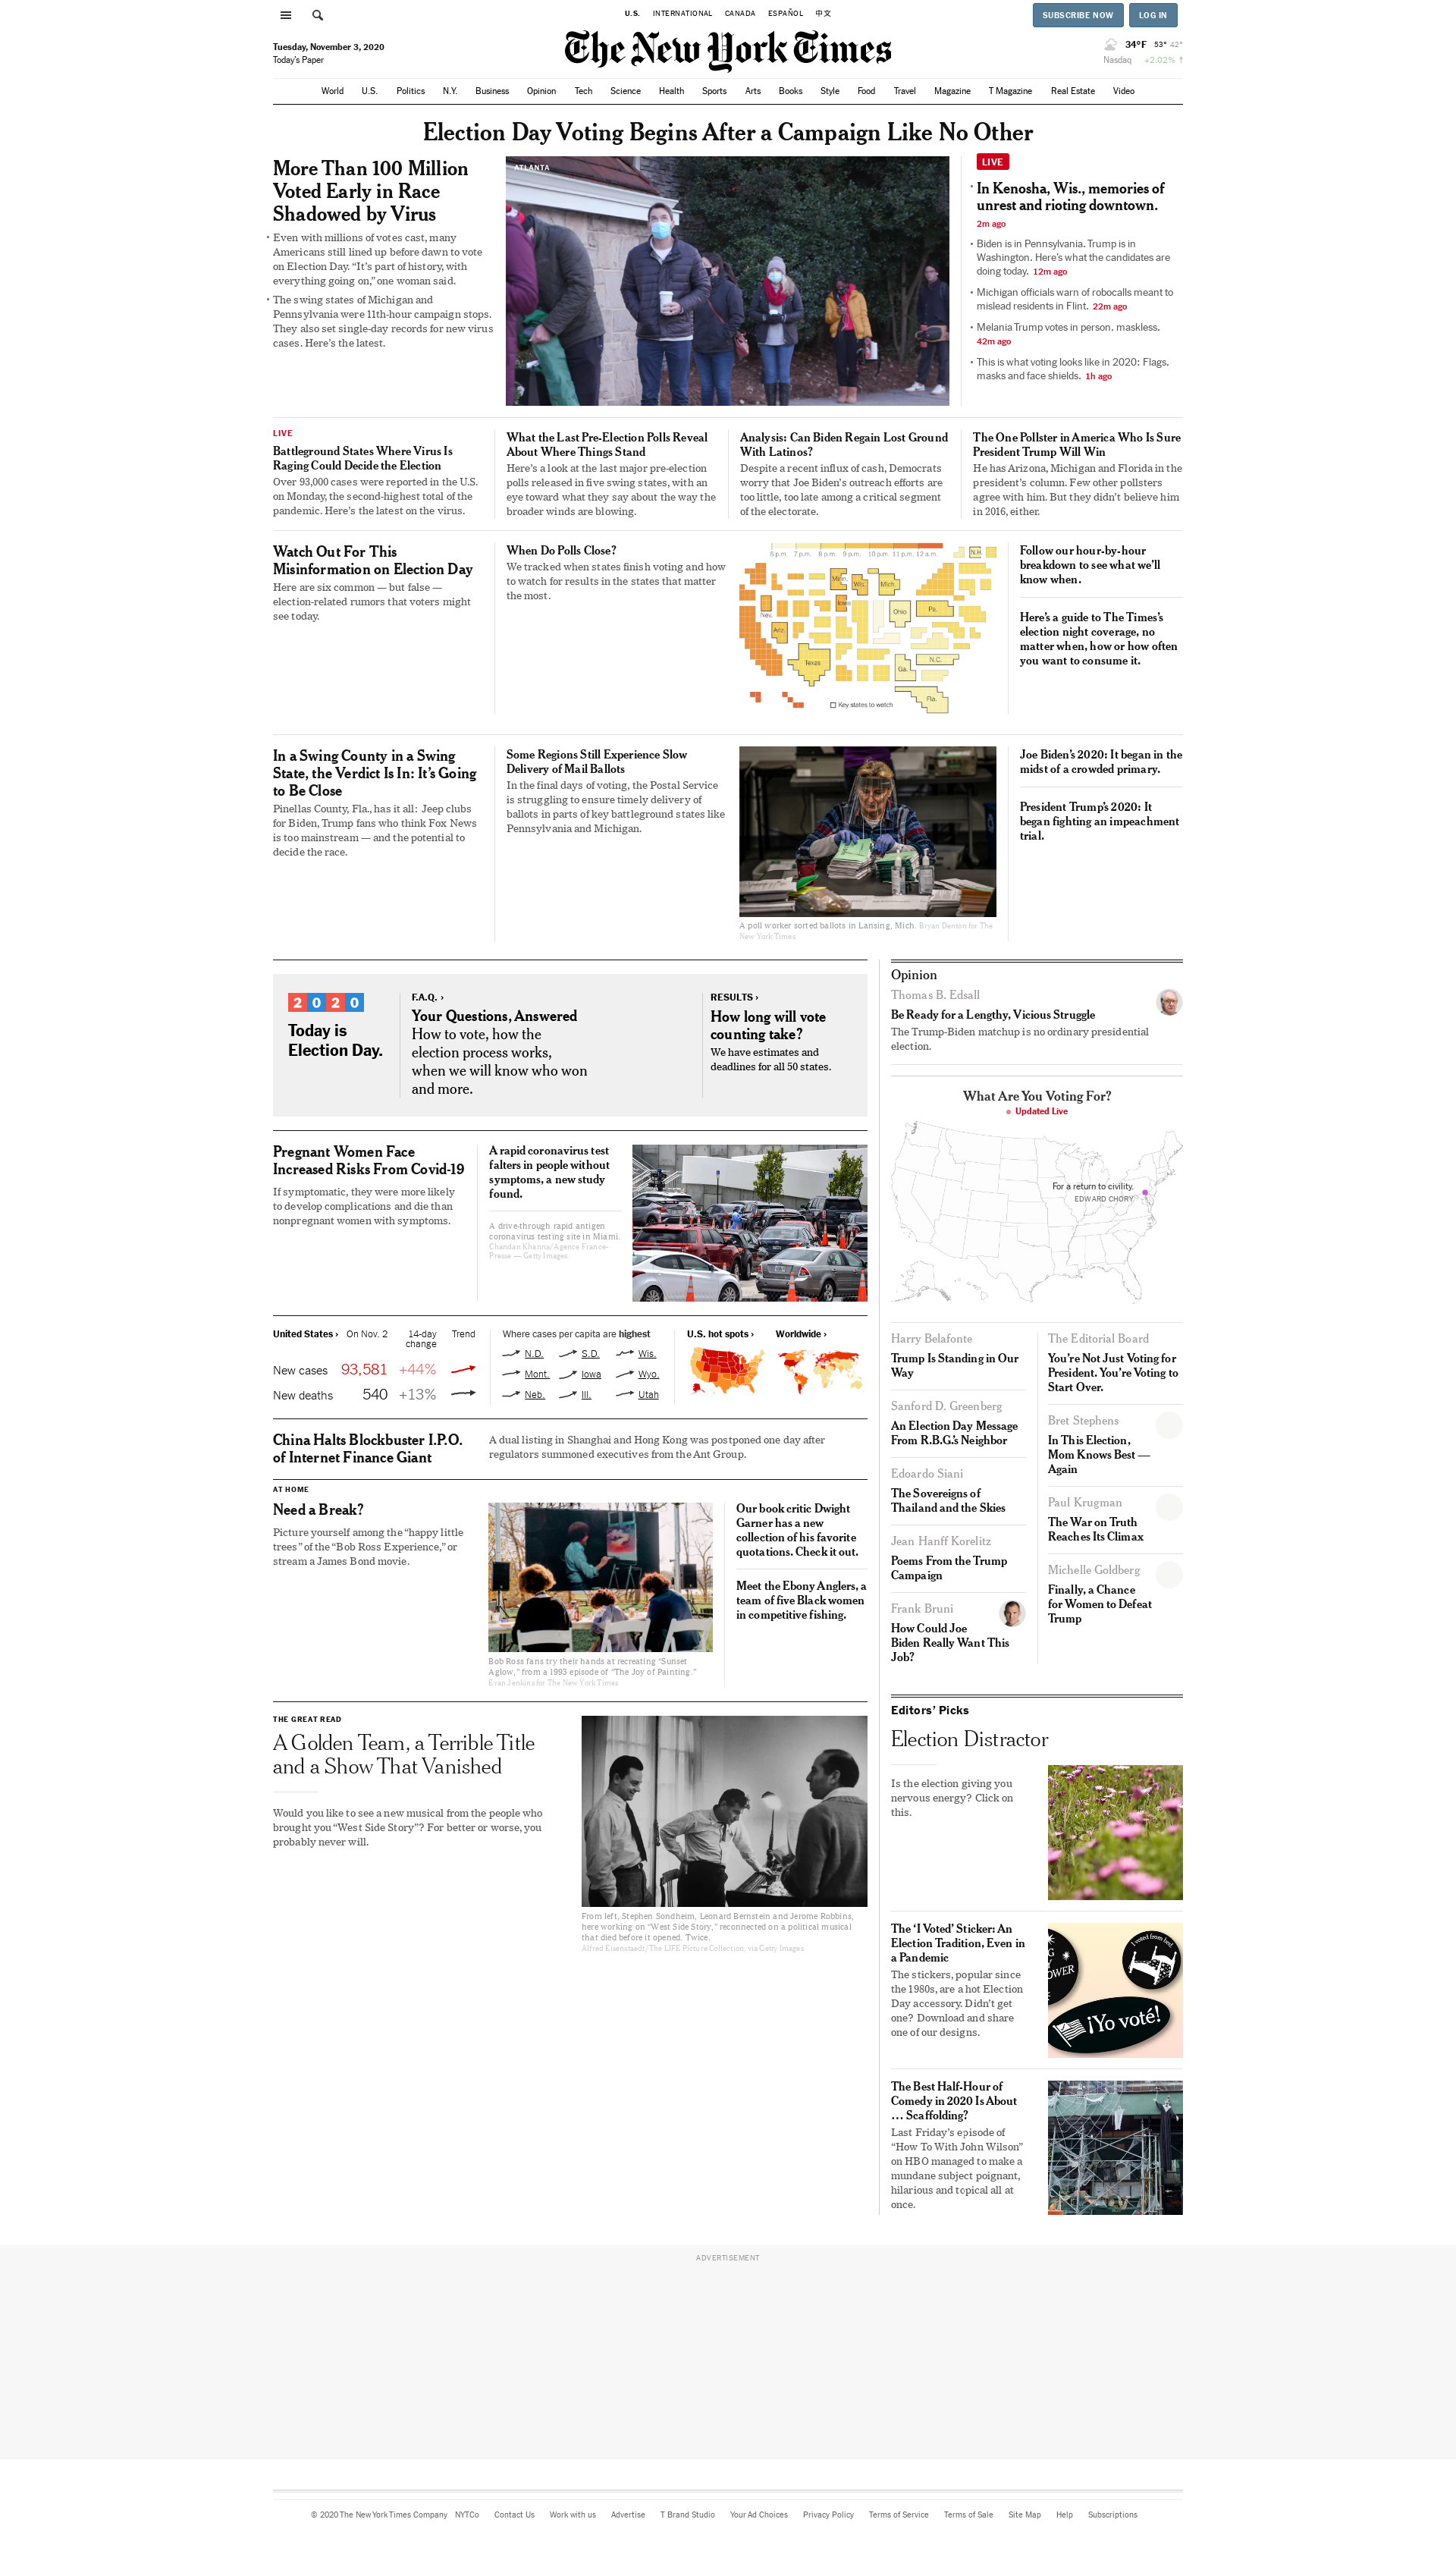 U.S. INTERNATIONAL CANADA ESPAÑOL 中文
SUBSCRIBE NOW LOG IN
Tuesday, November 3, 2020
Today's Paper
The New York Times
34°F 53° 42°
Nasdaq +2.02% ↑
World U.S. Politics N.Y. Business Opinion Tech Science Health Sports Arts Books Style Food Travel Magazine T Magazine Real Estate Video
Election Day Voting Begins After a Campaign Like No Other
More Than 100 Million
Voted Early in Race
Shadowed by Virus
Even with millions of votes cast, many
Americans still lined up before dawn to vote
on Election Day. “It’s part of history, with
everything going on,” one woman said.
The swing states of Michigan and
Pennsylvania were 11th-hour campaign stops.
They also set single-day records for new virus
cases. Here’s the latest.
ATLANTA
LIVE
In Kenosha, Wis., memories of
unrest and rioting downtown.
2m ago
Biden is in Pennsylvania. Trump is in
Washington. Here’s what the candidates are
doing today. 12m ago
Michigan officials warn of robocalls meant to
mislead residents in Flint. 22m ago
Melania Trump votes in person, maskless.
42m ago
This is what voting looks like in 2020: Flags,
masks and face shields. 1h ago
LIVE
Battleground States Where Virus Is
Raging Could Decide the Election
Over 93,000 cases were reported in the U.S.
on Monday, the second-highest total of the
pandemic. Here’s the latest on the virus.
What the Last Pre-Election Polls Reveal
About Where Things Stand
Here’s a look at the last major pre-election
polls released in five swing states, with an
eye toward what they say about the way the
broader winds are blowing.
Analysis: Can Biden Regain Lost Ground
With Latinos?
Despite a recent influx of cash, Democrats
worry that Joe Biden’s outreach efforts are
too little, too late among a critical segment
of the electorate.
The One Pollster in America Who Is Sure
President Trump Will Win
He has Arizona, Michigan and Florida in the
president’s column. Few other pollsters
agree with him. But they didn’t believe him
in 2016, either.
Watch Out For This
Misinformation on Election Day
Here are six common — but false —
election-related rumors that voters might
see today.
When Do Polls Close?
We tracked when states finish voting and how
to watch for results in the states that matter
the most.
6 p.m. 7 p.m. 8 p.m. 9 p.m. 10 p.m. 11 p.m. 12 a.m.
N.H.
Minn.
Wis.
Mich.
Iowa
Nev.
Ohio
Pa.
Ariz.
N.C.
Texas
Ga.
Fla.
Key states to watch
Follow our hour-by-hour
breakdown to see what we’ll
know when.
Here’s a guide to The Times’s
election night coverage, no
matter when, how or how often
you want to consume it.
In a Swing County in a Swing
State, the Verdict Is In: It’s Going
to Be Close
Pinellas County, Fla., has it all: Jeep clubs
for Biden, Trump fans who think Fox News
is too mainstream — and the potential to
decide the race.
Some Regions Still Experience Slow
Delivery of Mail Ballots
In the final days of voting, the Postal Service
is struggling to ensure timely delivery of
ballots in parts of key battleground states like
Pennsylvania and Michigan.
A poll worker sorted ballots in Lansing, Mich. Bryan Denton for The
New York Times
Joe Biden’s 2020: It began in the
midst of a crowded primary.
President Trump’s 2020: It
began fighting an impeachment
trial.
2020
Today is
Election Day.
F.A.Q. ›
Your Questions, Answered
How to vote, how the
election process works,
when we will know who won
and more.
RESULTS ›
How long will vote
counting take?
We have estimates and
deadlines for all 50 states.
Pregnant Women Face
Increased Risks From Covid-19
If symptomatic, they were more likely
to develop complications and die than
nonpregnant women with symptoms.
A rapid coronavirus test
falters in people without
symptoms, a new study
found.
A drive-through rapid antigen
coronavirus testing site in Miami.
Chandan Khanna/Agence France-
Presse — Getty Images
United States › On Nov. 2 14-day Trend
change
New cases 93,581 +44%
New deaths 540 +13%
Where cases per capita are highest
N.D. S.D. Wis.
Mont. Iowa Wyo.
Neb. Ill. Utah
U.S. hot spots › Worldwide ›
China Halts Blockbuster I.P.O.
of Internet Finance Giant
A dual listing in Shanghai and Hong Kong was postponed one day after
regulators summoned executives from the Ant Group.
AT HOME
Need a Break?
Picture yourself among the “happy little
trees” of the “Bob Ross Experience,” or
stream a James Bond movie.
Bob Ross fans try their hands at recreating “Sunset
Aglow,” from a 1993 episode of “The Joy of Painting.”
Evan Jenkins for The New York Times
Our book critic Dwight
Garner has a new
collection of his favorite
quotations. Check it out.
Meet the Ebony Anglers, a
team of five Black women
in competitive fishing.
THE GREAT READ
A Golden Team, a Terrible Title
and a Show That Vanished
Would you like to see a new musical from the people who
brought you “West Side Story”? For better or worse, you
probably never will.
From left, Stephen Sondheim, Leonard Bernstein and Jerome Robbins,
here working on “West Side Story,” reconnected on a political musical
that died before it opened. Twice.
Alfred Eisenstaedt/The LIFE Picture Collection, via Getty Images
Opinion
Thomas B. Edsall
Be Ready for a Lengthy, Vicious Struggle
The Trump-Biden matchup is no ordinary presidential
election.
What Are You Voting For?
Updated Live
For a return to civility.
EDWARD CHORY
Harry Belafonte
Trump Is Standing in Our
Way
Sanford D. Greenberg
An Election Day Message
From R.B.G.’s Neighbor
Edoardo Siani
The Sovereigns of
Thailand and the Skies
Jean Hanff Korelitz
Poems From the Trump
Campaign
Frank Bruni
How Could Joe
Biden Really Want This
Job?
The Editorial Board
You’re Not Just Voting for
President. You’re Voting to
Start Over.
Bret Stephens
In This Election,
Mom Knows Best —
Again
Paul Krugman
The War on Truth
Reaches Its Climax
Michelle Goldberg
Finally, a Chance
for Women to Defeat
Trump
Editors’ Picks
Election Distractor
Is the election giving you
nervous energy? Click on
this.
The ‘I Voted’ Sticker: An
Election Tradition, Even in
a Pandemic
The stickers, popular since
the 1980s, are a hot Election
Day accessory. Didn’t get
one? Download and share
one of our designs.
I voted from bed
¡Yo voté!
The Best Half-Hour of
Comedy in 2020 Is About
… Scaffolding?
Last Friday’s episode of
“How To With John Wilson”
on HBO managed to make a
mundane subject poignant,
hilarious and topical all at
once.
ADVERTISEMENT
© 2020 The New York Times Company NYTCo Contact Us Work with us Advertise T Brand Studio Your Ad Choices Privacy Policy Terms of Service Terms of Sale Site Map Help Subscriptions